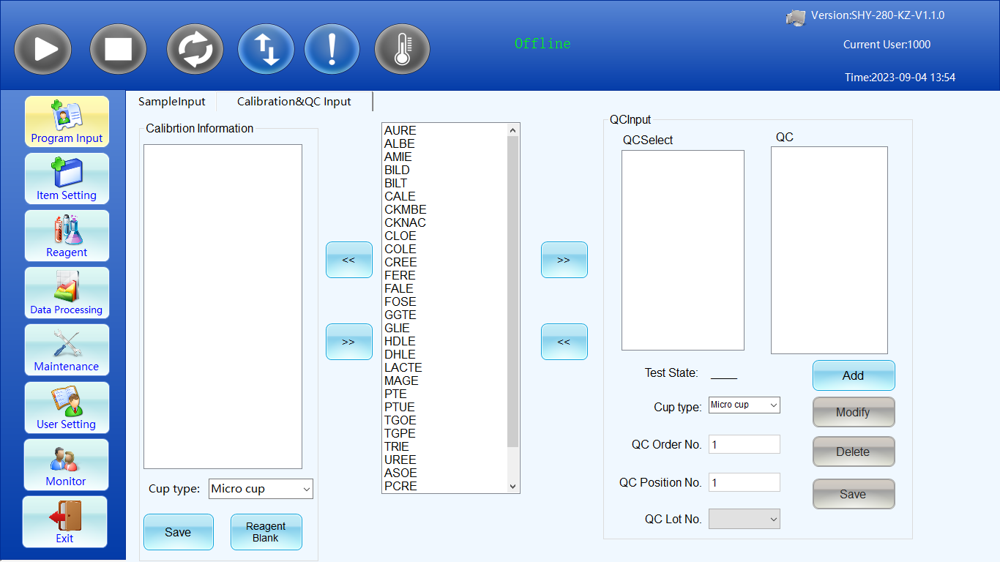 Version:SHY-280-KZ-V1.1.0
Offline
Current User:1000
Time:2023-09-04 13:54
Program Input
Item Setting
Reagent
Data Processing
Maintenance
User Setting
Monitor
Exit
SampleInput
Calibration&QC Input
Calibrtion Information
Cup type:
Micro cup
Save
Reagent
Blank
<<
>>
AURE
ALBE
AMIE
BILD
BILT
CALE
CKMBE
CKNAC
CLOE
COLE
CREE
FERE
FALE
FOSE
GGTE
GLIE
HDLE
DHLE
LACTE
MAGE
PTE
PTUE
TGOE
TGPE
TRIE
UREE
ASOE
PCRE
>>
<<
QCInput
QCSelect
QC
Test State: ____
Cup type:
Micro cup
QC Order No.
1
QC Position No.
1
QC Lot No.
Add
Modify
Delete
Save